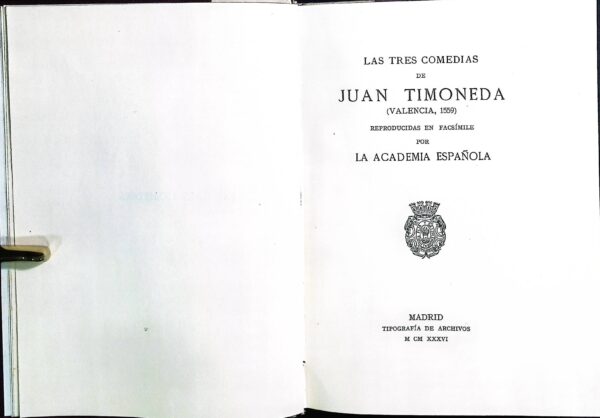 LAS TRES COMEDIAS
DE
JUAN TIMONEDA
(VALENCIA, 1559)
REPRODUCIDAS EN FACSÍMILE
POR
LA ACADEMIA ESPAÑOLA
MADRID
TIPOGRAFÍA DE ARCHIVOS
M CM XXXVI